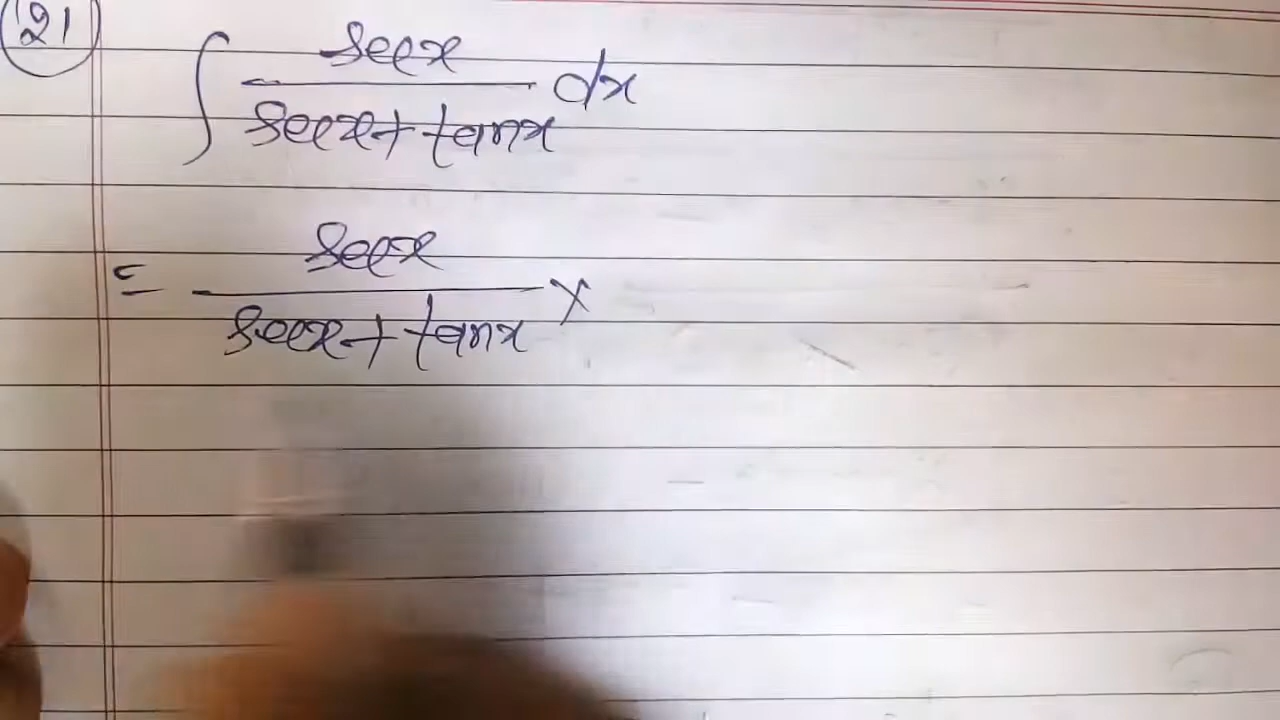 21
∫ secx / secx + tanx dx
= secx / secx + tanx ×